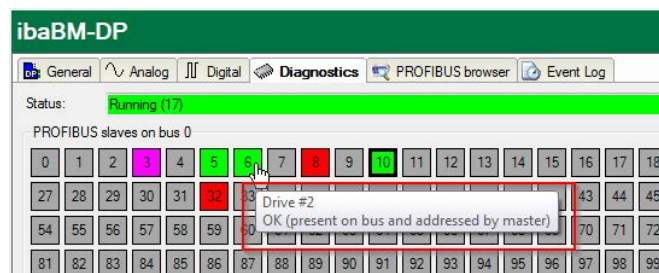 ibaBM-DP
DP General Analog Digital Diagnostics PROFIBUS browser Event Log
Status: Running (17)
PROFIBUS slaves on bus 0
0 1 2 3 4 5 6 7 8 9 10 11 12 13 14 15 16 17 18
27 28 29 30 31 32 33 43 44 45
Drive #2
OK (present on bus and addressed by master)
54 55 56 57 58 59 70 71 72
81 82 83 84 85 86 87 88 89 90 91 92 93 94 95 96 97 98 99